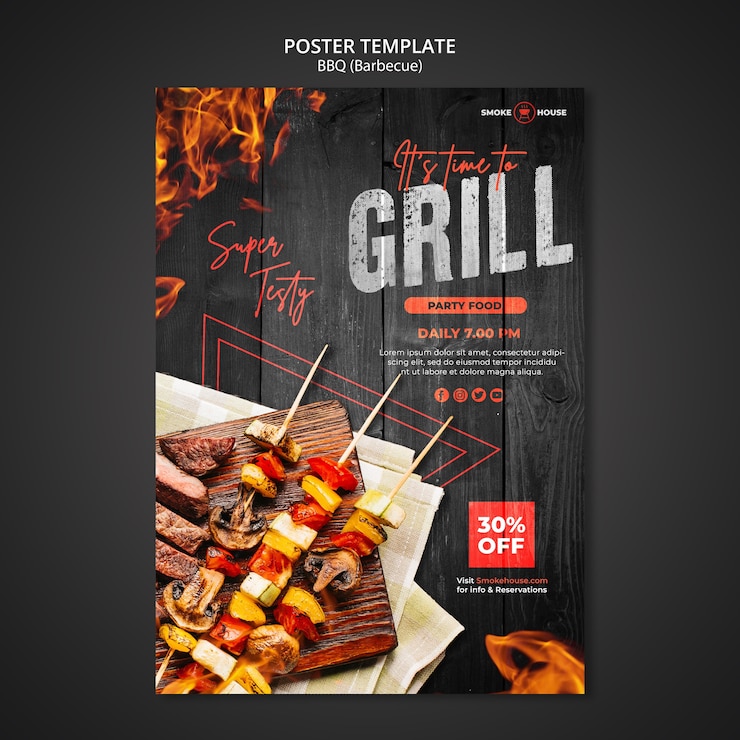 POSTER TEMPLATE
BBQ (Barbecue)
SMOKE HOUSE
It's time to
GRILL
Super
Testy
PARTY FOOD
DAILY 7.00 PM
Lorem ipsum dolor sit amet, consectetur adipi-
scing elit, sed do eiusmod tempor incididu
nt ut labore et dolore magna aliqua.
30%
OFF
Visit Smokehouse.com
for info & Reservations